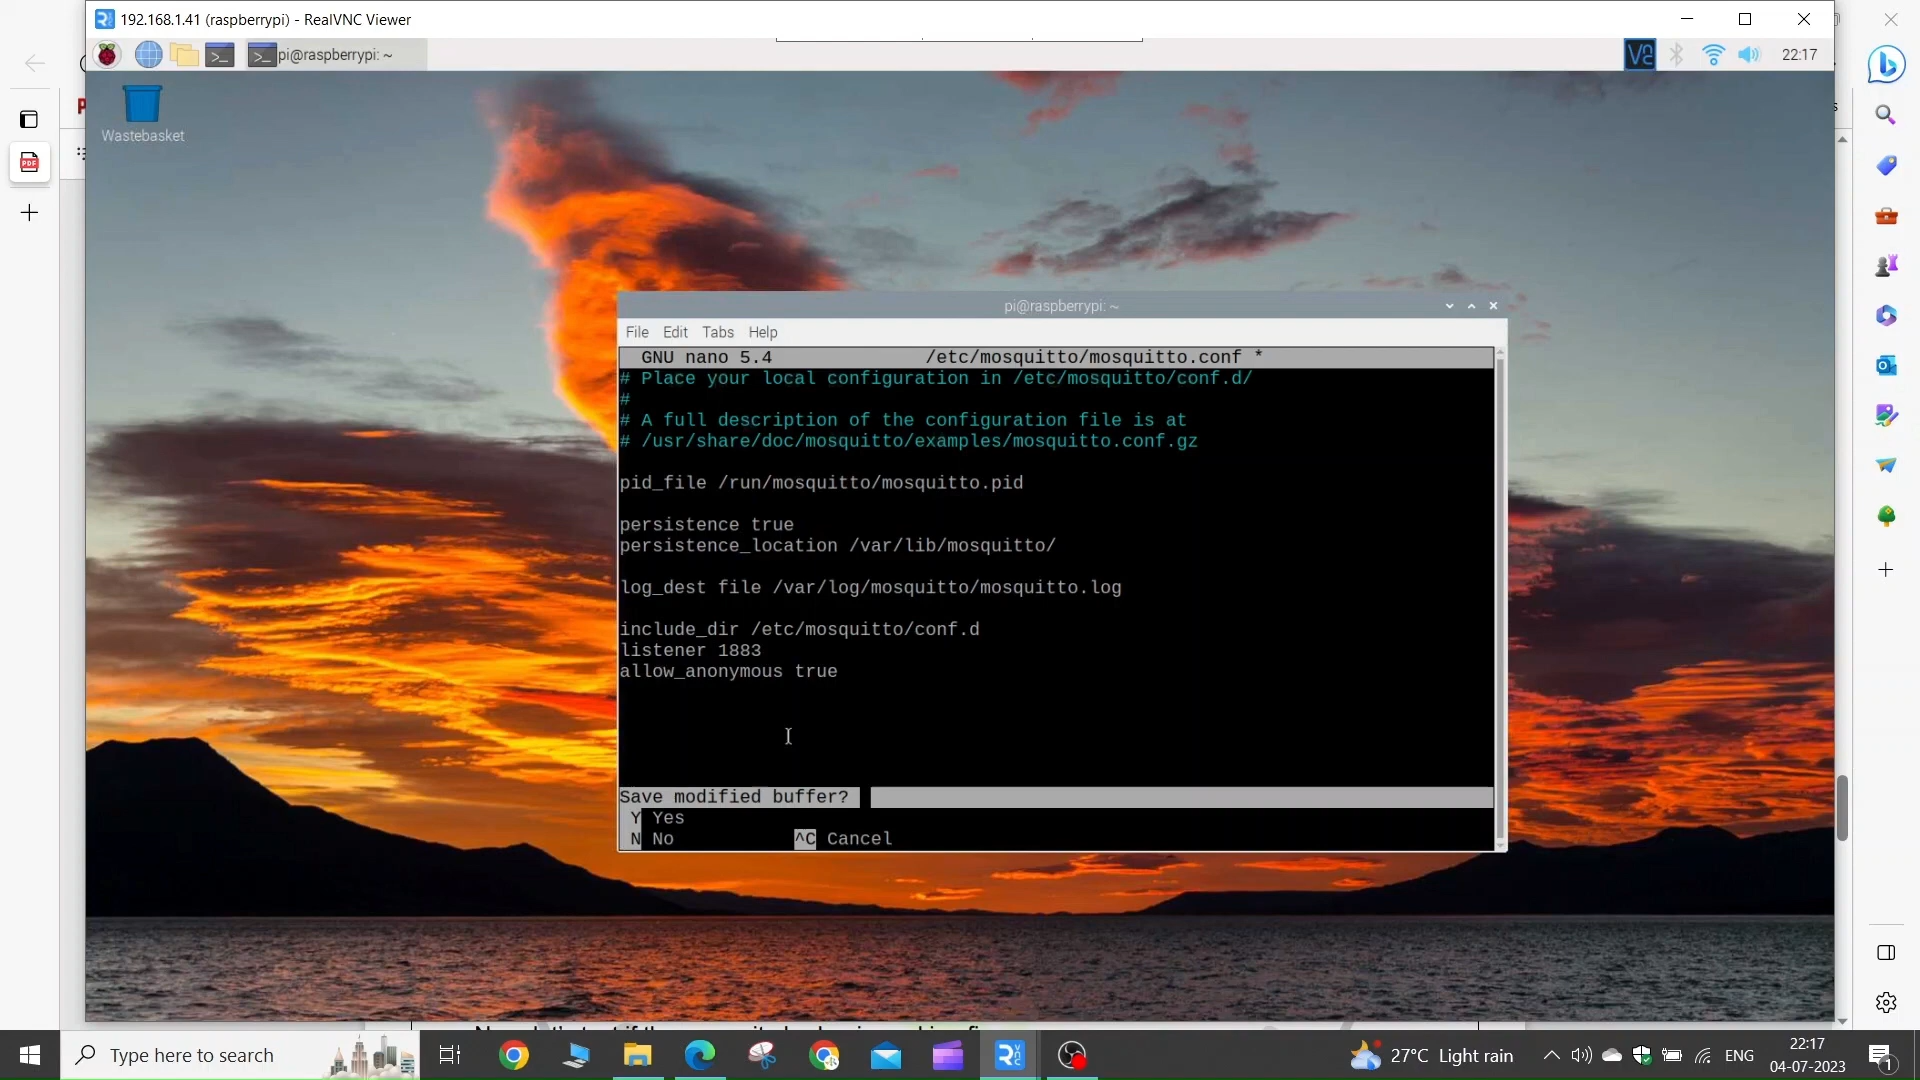 192.168.1.41 (raspberrypi) - RealVNC Viewer
pi@raspberrypi: ~
22:17
Wastebasket
PDF
pi@raspberrypi: ~
File Edit Tabs Help
GNU nano 5.4 /etc/mosquitto/mosquitto.conf *
# Place your local configuration in /etc/mosquitto/conf.d/
#
# A full description of the configuration file is at
# /usr/share/doc/mosquitto/examples/mosquitto.conf.gz
pid_file /run/mosquitto/mosquitto.pid
persistence true
persistence_location /var/lib/mosquitto/
log_dest file /var/log/mosquitto/mosquitto.log
include_dir /etc/mosquitto/conf.d
listener 1883
allow_anonymous true
Save modified buffer?
Y Yes
N No ^C Cancel
Type here to search
27°C Light rain
ENG
22:17
04-07-2023
1